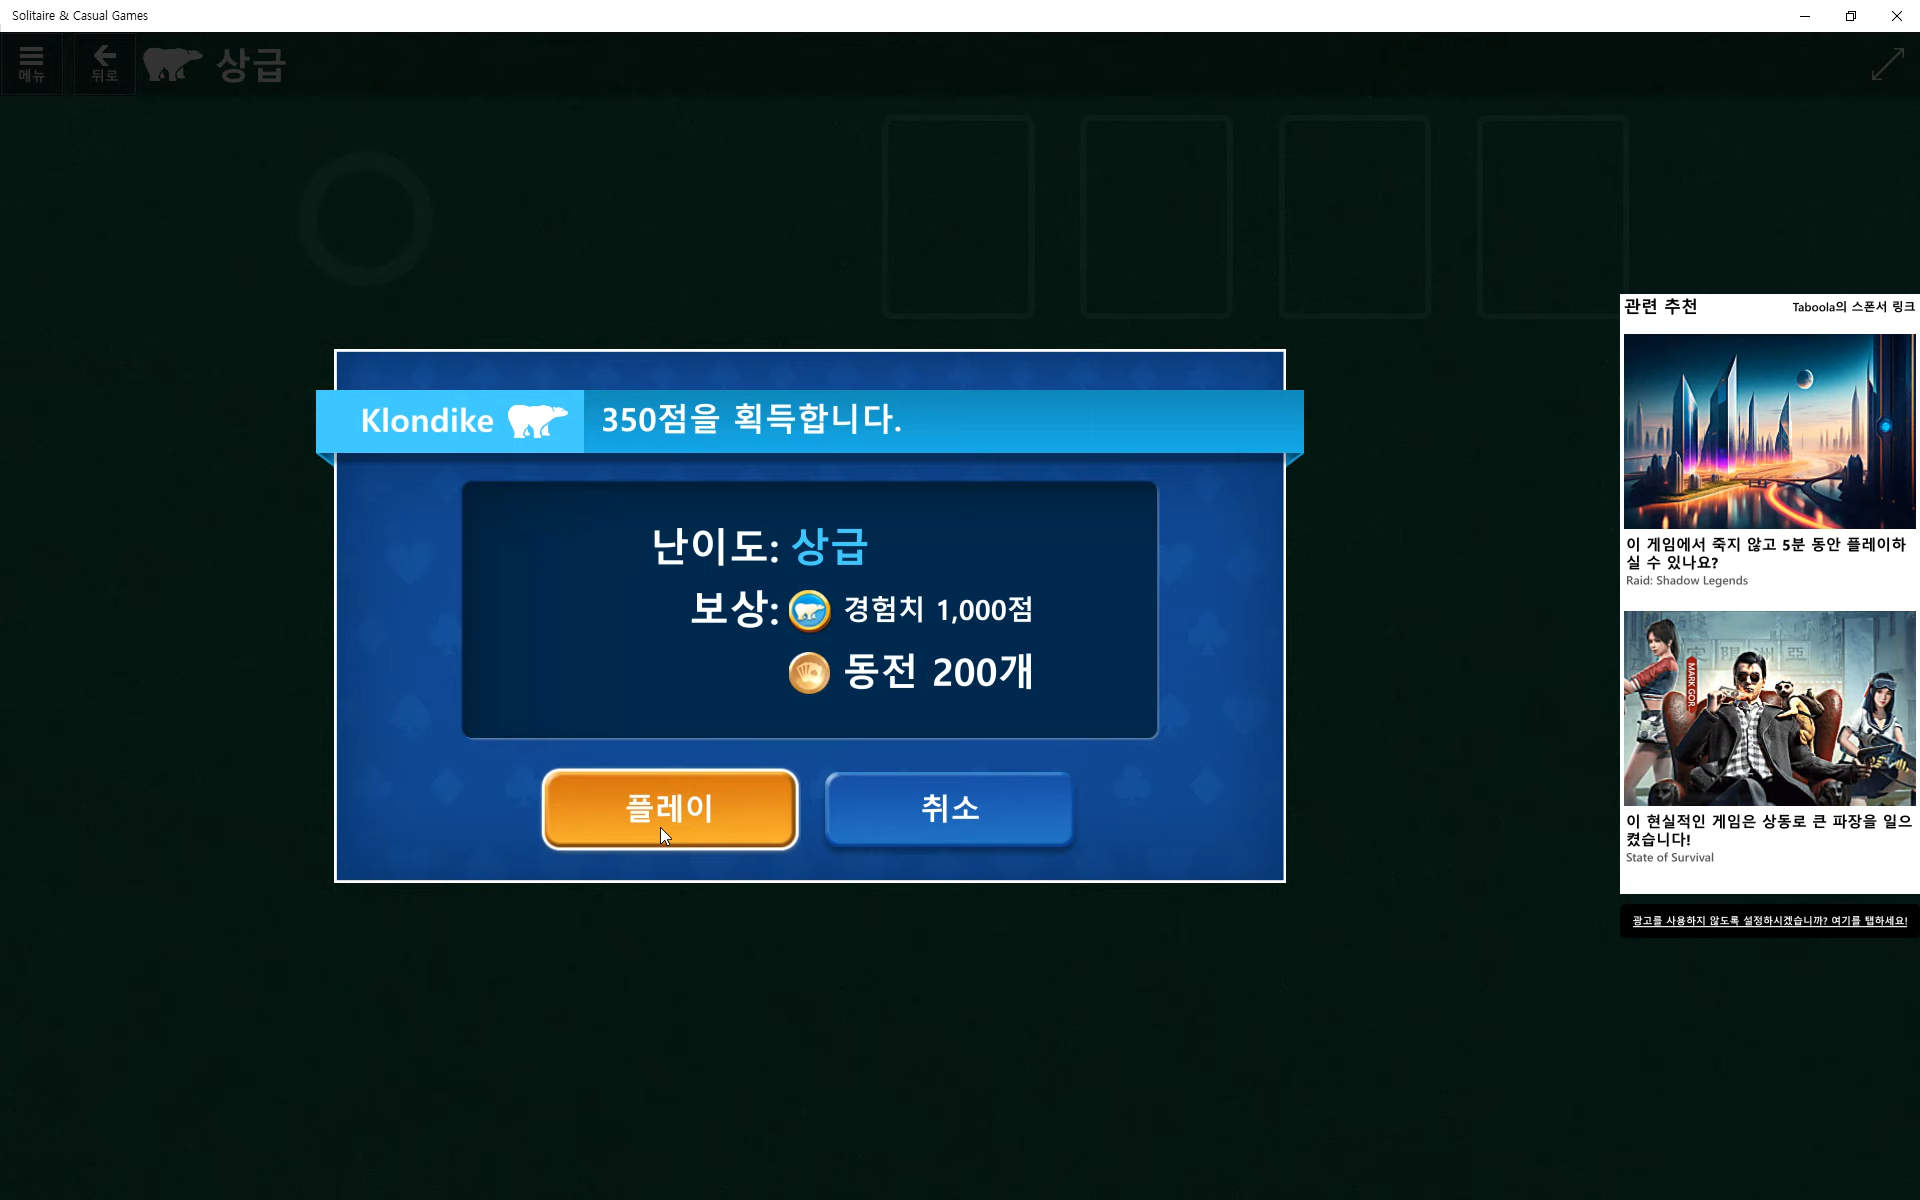 Solitaire & Casual Games
메뉴
뒤로
상급
Klondike
350점을 획득합니다.
난이도: 상급
보상: 경험치 1,000점
동전 200개
플레이
취소
관련 추천
Taboola의 스폰서 링크
이 게임에서 죽지 않고 5분 동안 플레이하
실 수 있나요?
Raid: Shadow Legends
MARK GOR
이 현실적인 게임은 상동로 큰 파장을 일으
켰습니다!
State of Survival
광고를 사용하지 않도록 설정하시겠습니까? 여기를 탭하세요!